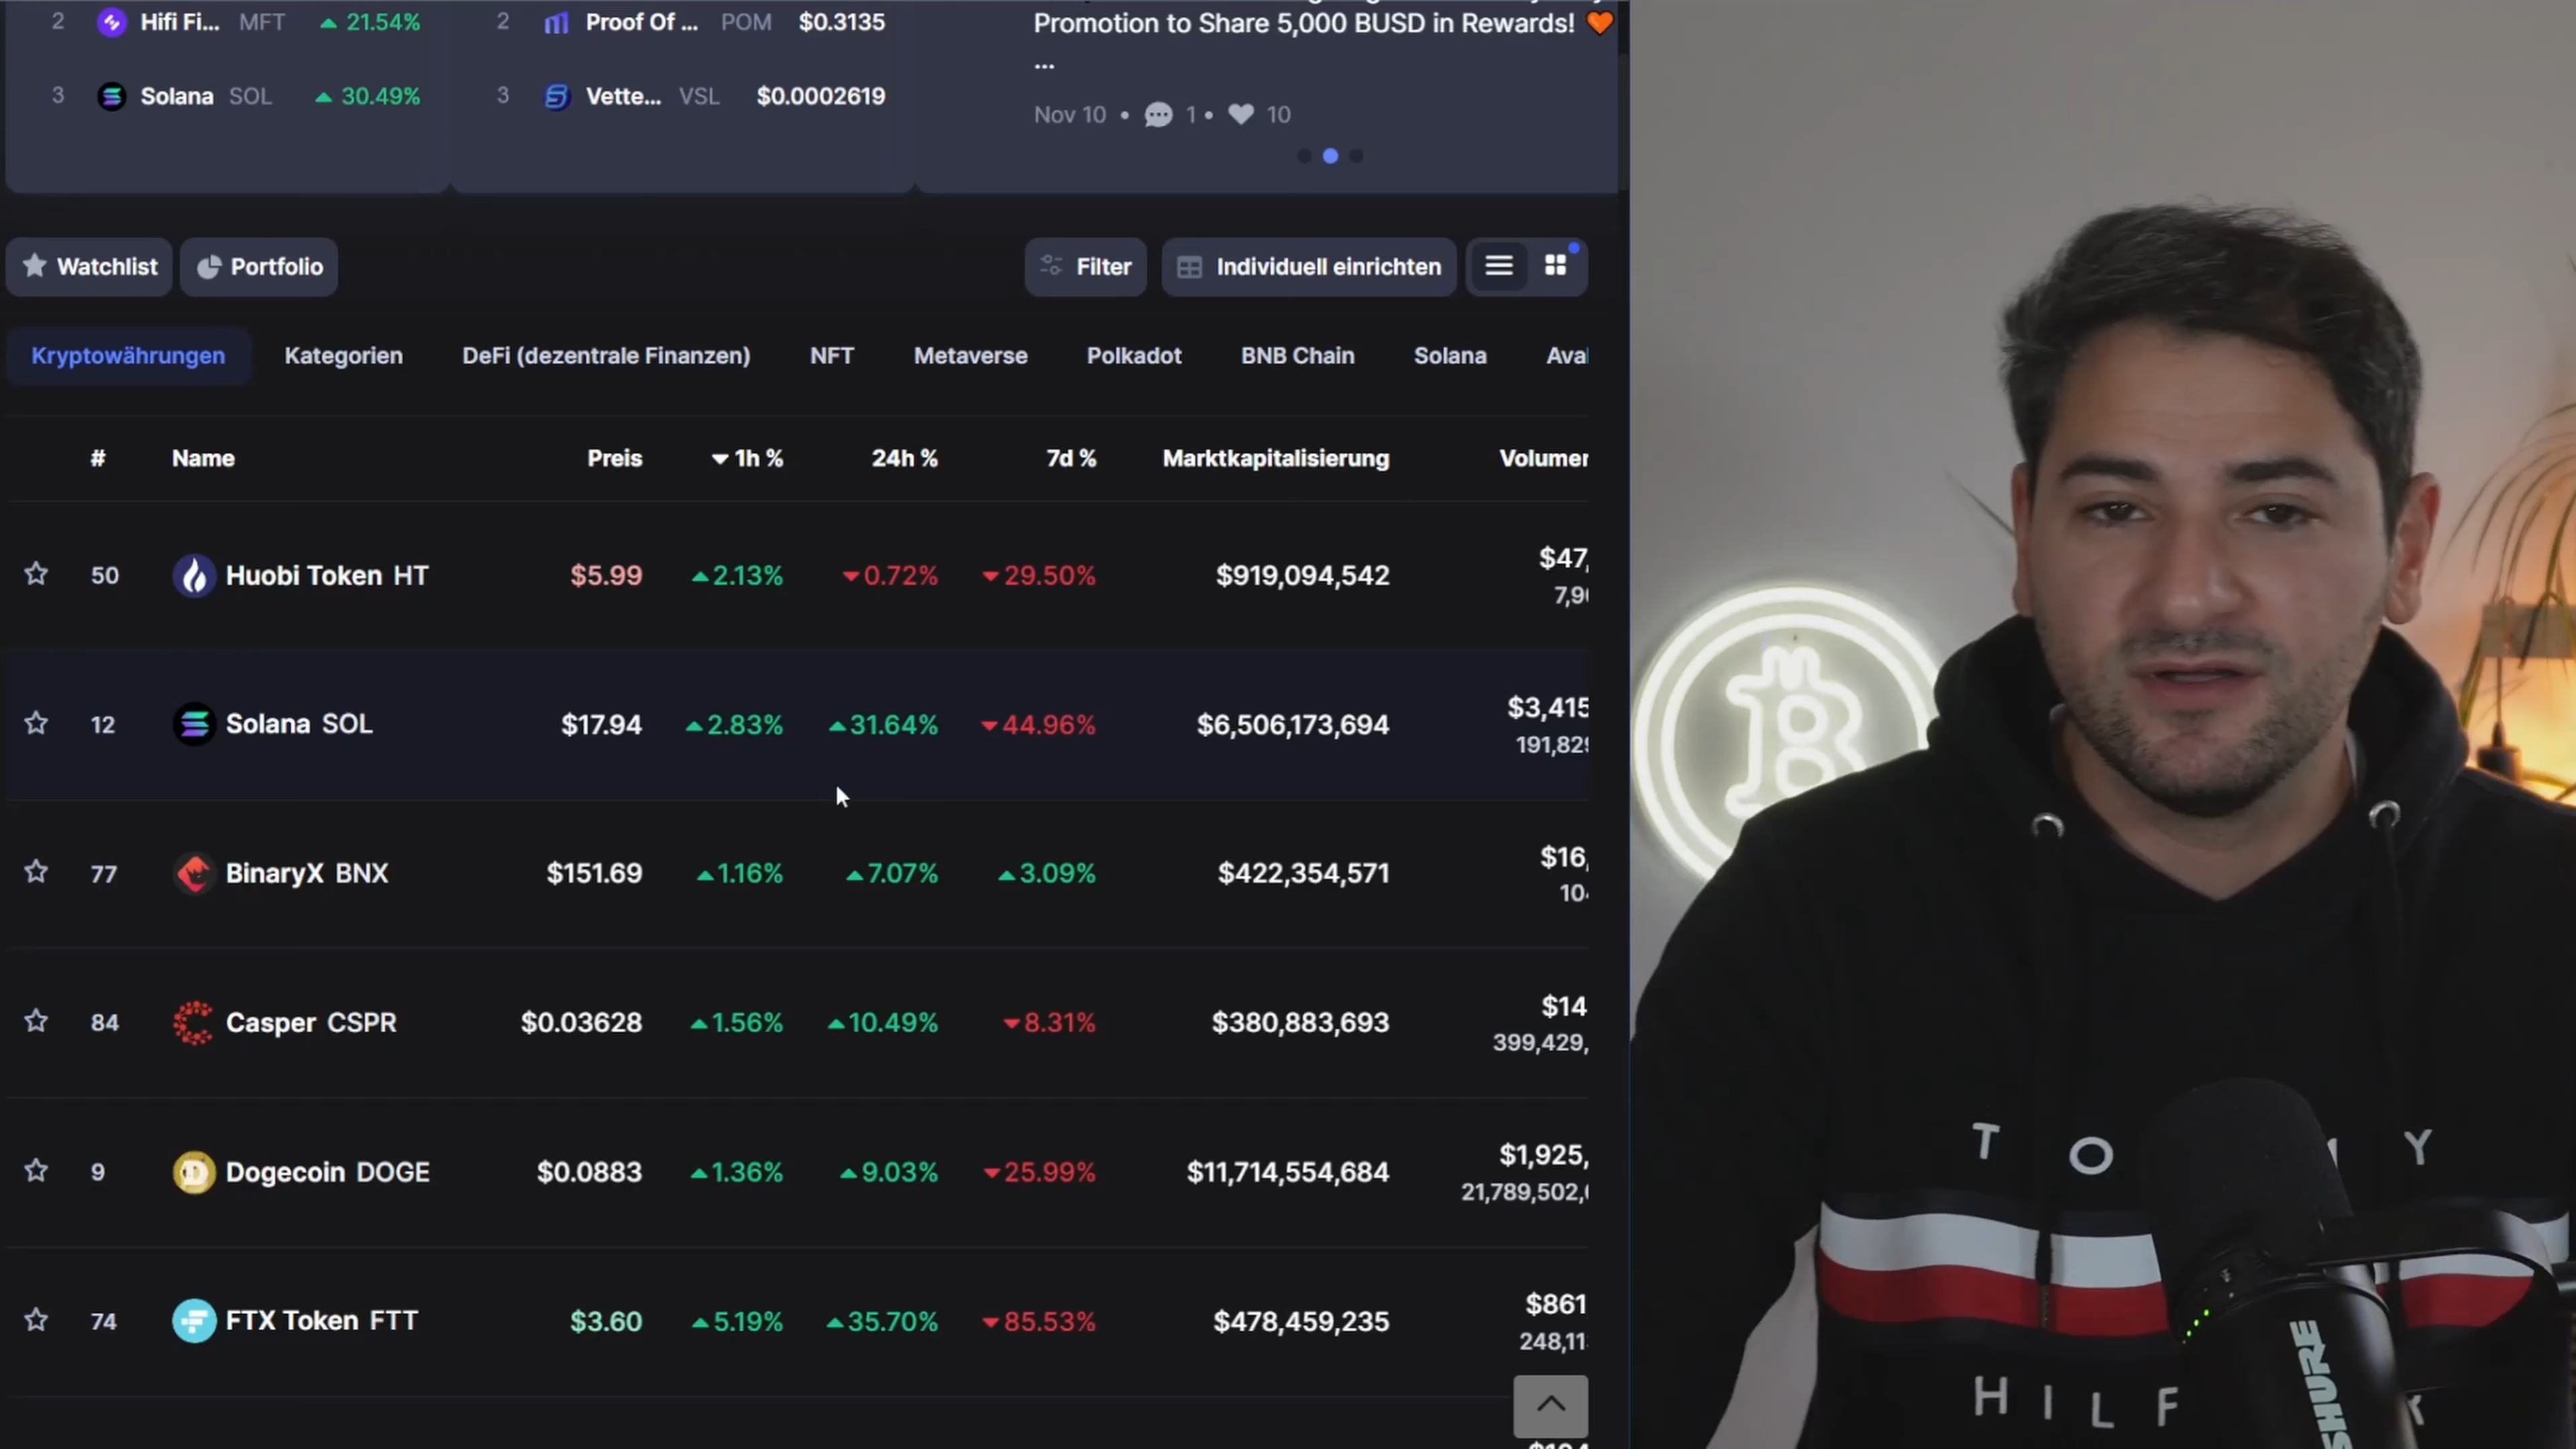 2 Hifi Fi... MFT 21.54%
3 Solana SOL 30.49%
2 Proof Of ... POM $0.3135
3 Vette... VSL $0.0002619
Promotion to Share 5,000 BUSD in Rewards! 🧡
...
Nov 10 • 1 • 10
Watchlist Portfolio Filter Individuell einrichten
Kryptowährungen Kategorien DeFi (dezentrale Finanzen) NFT Metaverse Polkadot BNB Chain Solana
# Name Preis 1h % 24h % 7d % Marktkapitalisierung
50 Huobi Token HT $5.99 2.13% 0.72% 29.50% $919,094,542 $47,
12 Solana SOL $17.94 2.83% 31.64% 44.96% $6,506,173,694 $3,415
191,829
77 BinaryX BNX $151.69 1.16% 7.07% 3.09% $422,354,571 $16,
84 Casper CSPR $0.03628 1.56% 10.49% 8.31% $380,883,693 $14
399,429,
9 Dogecoin DOGE $0.0883 1.36% 9.03% 25.99% $11,714,554,684 $1,925,
21,789,502,
74 FTX Token FTT $3.60 5.19% 35.70% 85.53% $478,459,235 $861
248,11
T O Y
H I L F
SHURE